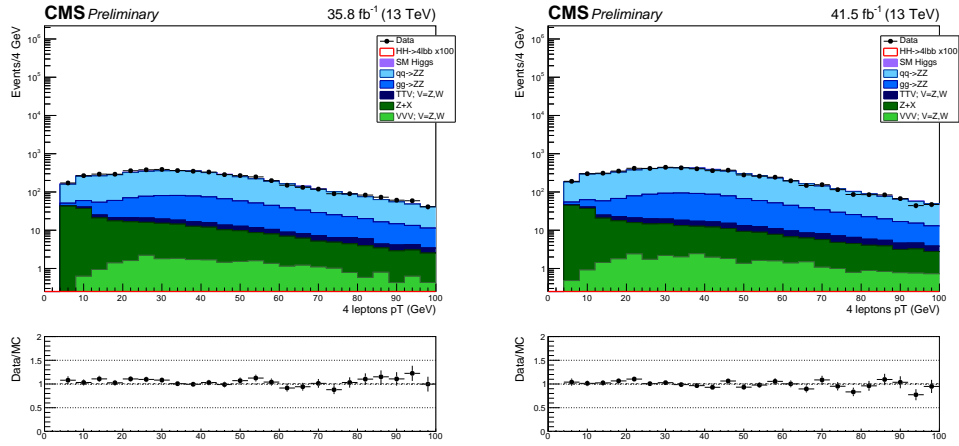 CMS Preliminary 35.8 fb⁻¹ (13 TeV)
Events/4 GeV
10⁶
10⁵
10⁴
10³
10²
10
1
Data
HH->4lbb x100
SM Higgs
qq->ZZ
gg->ZZ
TTV; V=Z,W
Z+X
VVV; V=Z,W
0 10 20 30 40 50 60 70 80 90 100
4 leptons pT (GeV)
Data/MC
2
1.5
1
0.5
0
0 10 20 30 40 50 60 70 80 90 100
CMS Preliminary 41.5 fb⁻¹ (13 TeV)
Events/4 GeV
10⁶
10⁵
10⁴
10³
10²
10
1
Data
HH->4lbb x100
SM Higgs
qq->ZZ
gg->ZZ
TTV; V=Z,W
Z+X
VVV; V=Z,W
0 10 20 30 40 50 60 70 80 90 100
4 leptons pT (GeV)
Data/MC
2
1.5
1
0.5
0
0 10 20 30 40 50 60 70 80 90 100